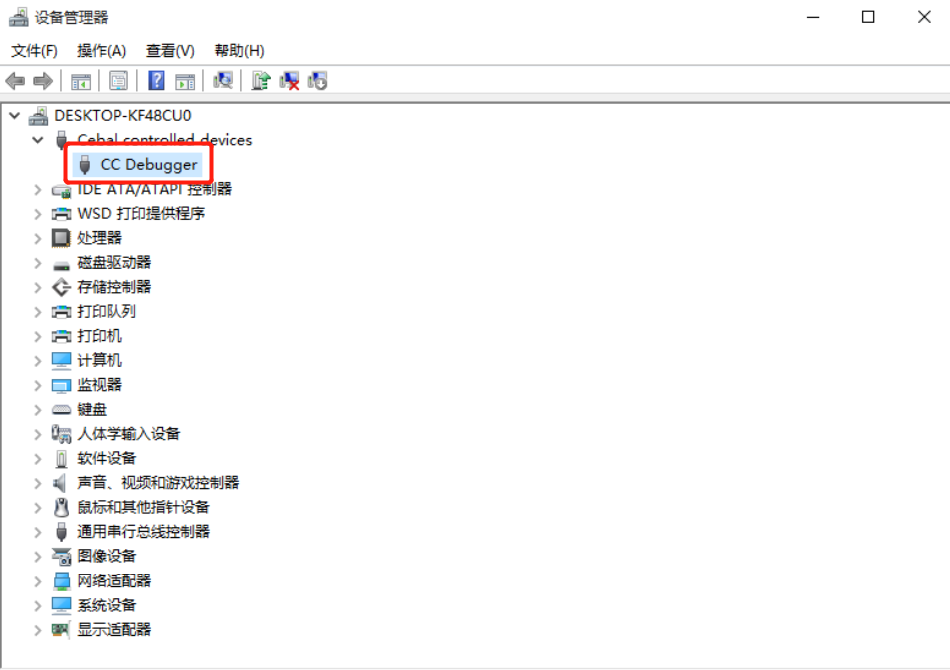 设备管理器
文件(F) 操作(A) 查看(V) 帮助(H)
DESKTOP-KF48CU0
Cebal controlled devices
CC Debugger
IDE ATA/ATAPI 控制器
WSD 打印提供程序
处理器
磁盘驱动器
存储控制器
打印队列
打印机
计算机
监视器
键盘
人体学输入设备
软件设备
声音、视频和游戏控制器
鼠标和其他指针设备
通用串行总线控制器
图像设备
网络适配器
系统设备
显示适配器